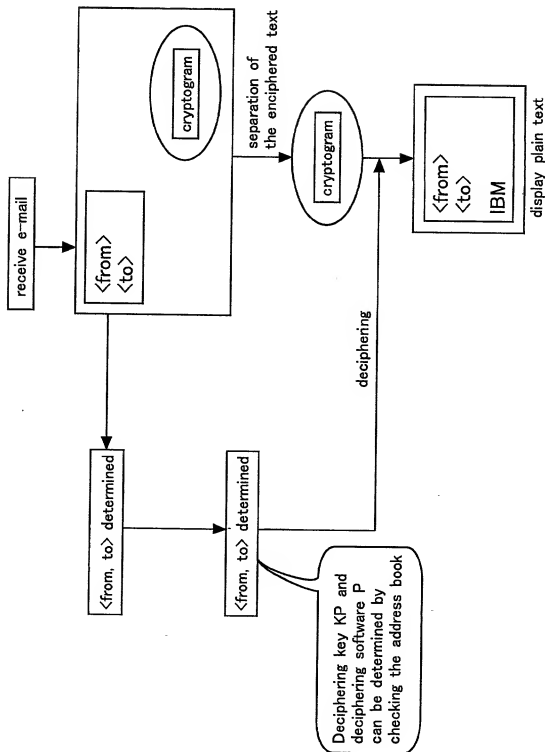 receive e-mail
<from>
<to>
cryptogram
separation of
the enciphered text
cryptogram
<from, to> determined
<from, to> determined
Deciphering key KP and
deciphering software P
can be determined by
checking the address book
deciphering
<from>
<to>
IBM
display plain text